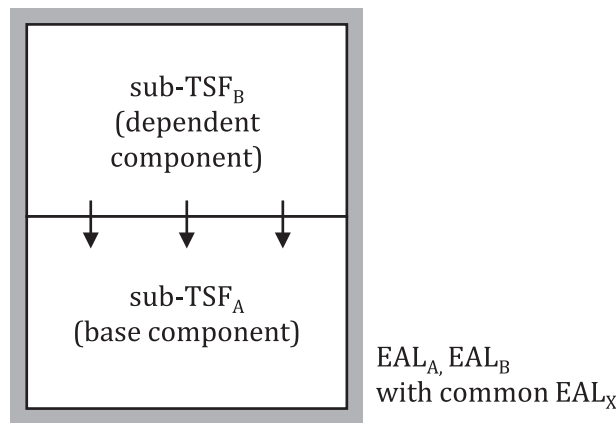 sub-TSF_B
(dependent
component)
sub-TSF_A
(base component)
EAL_A, EAL_B
with common EAL_X